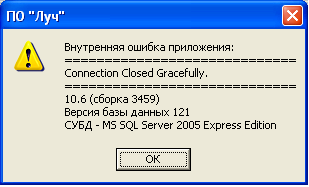 ПО "Луч"
Внутренняя ошибка приложения:
==============================
Connection Closed Gracefully.
==============================
10.6 (сборка 3459)
Версия базы данных 121
СУБД - MS SQL Server 2005 Express Edition
OK